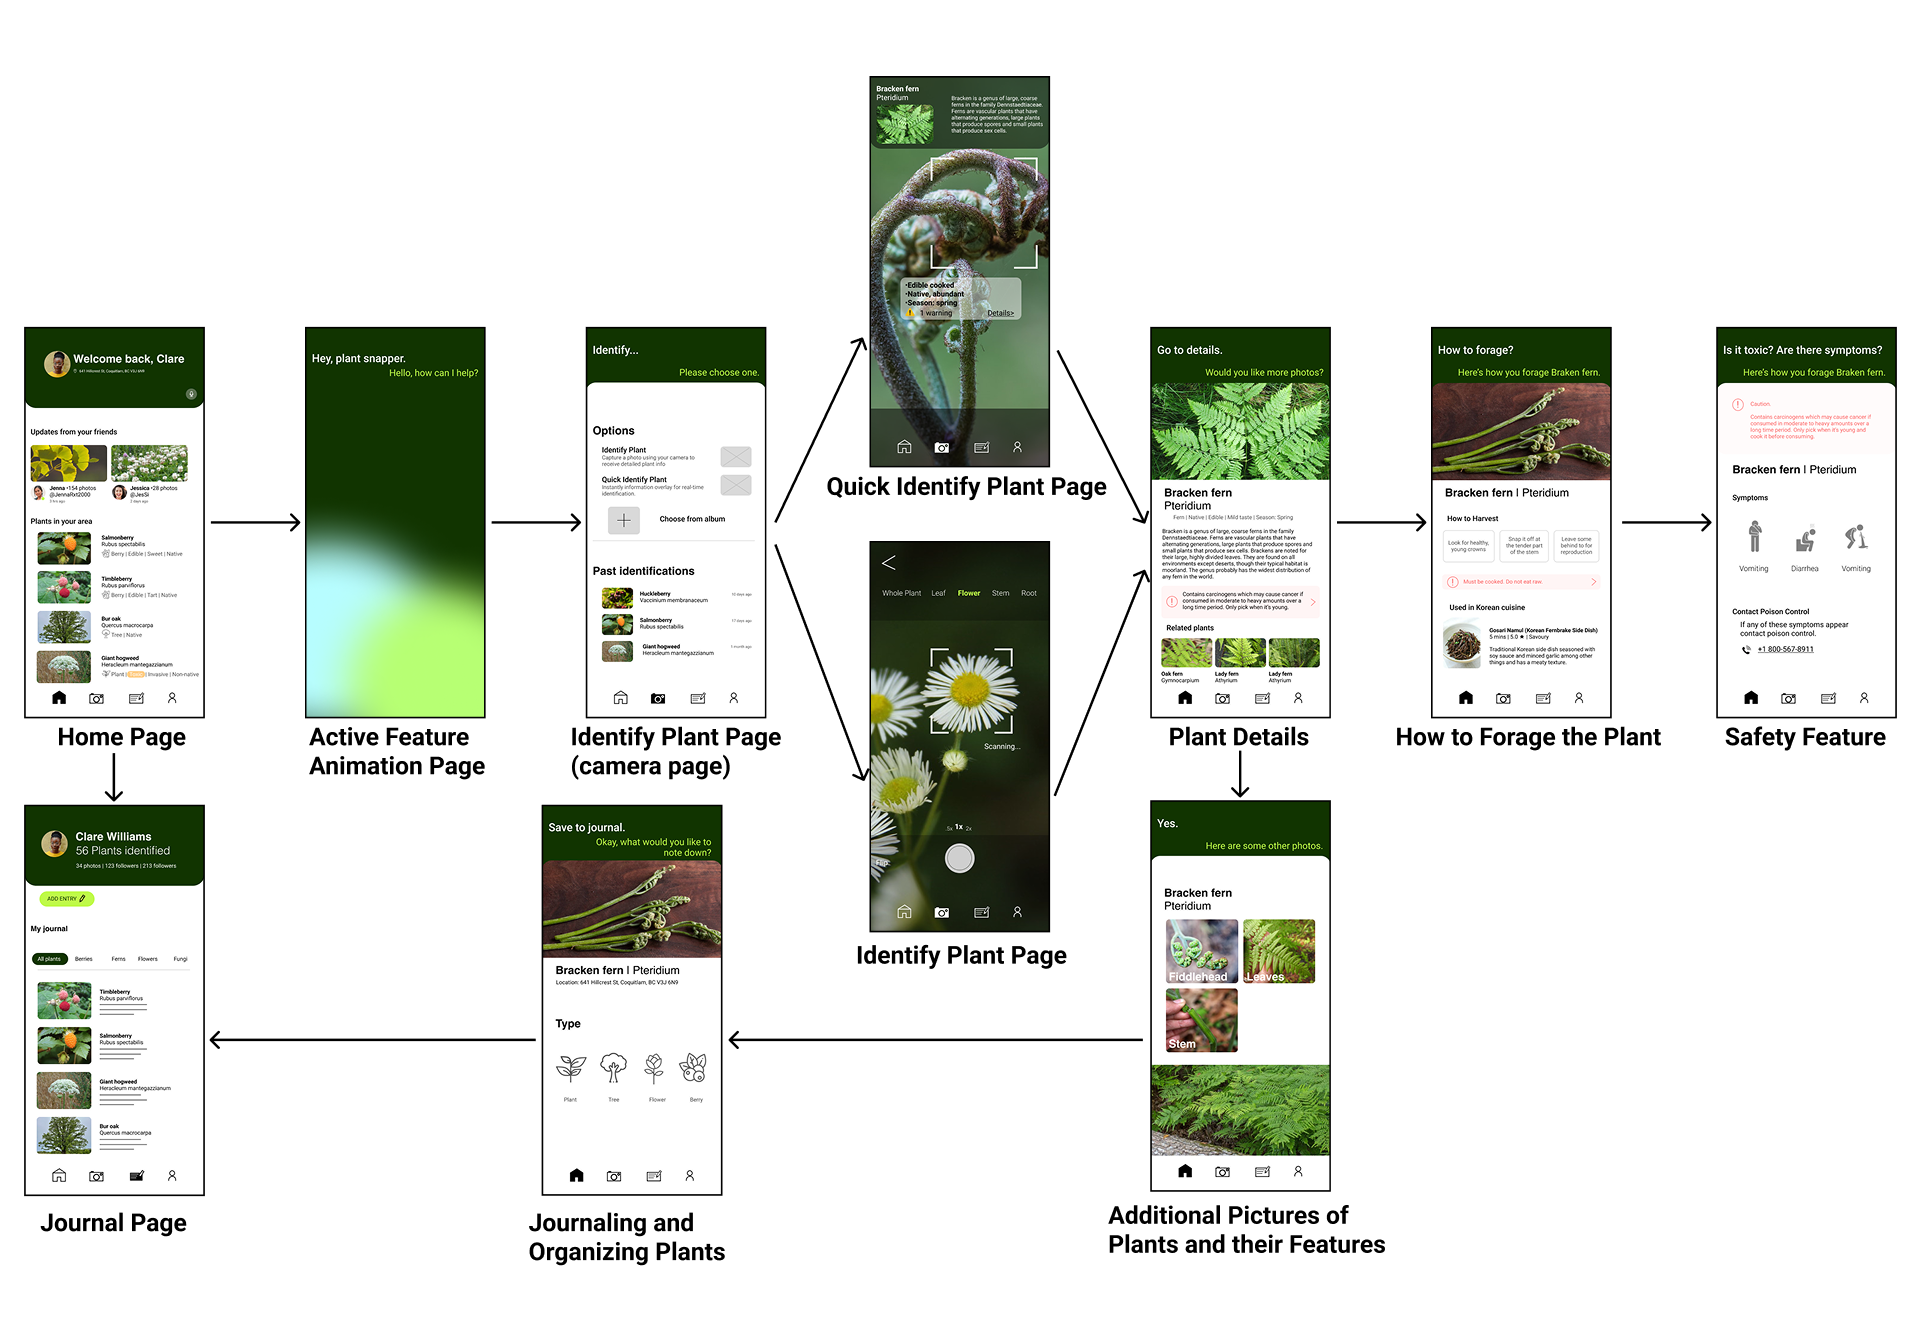 Bracken fern
Pteridium
Bracken is a genus of large, coarse
ferns in the family Dennstaedtiaceae.
Ferns are vascular plants that have
alternating generations, large plants
that produce spores and small plants
that produce sex cells.
•Edible cooked
•Native, abundant
•Season: spring
1 warning
Details>
Quick Identify Plant Page
Welcome back, Clare
641 Hillcrest St, Coquitlam, BC V3J 6N9
Updates from your friends
Jenna •154 photos
@JennaRxt2000
3 hrs ago
Jessica •28 photos
@JesSi
2 days ago
Plants in your area
Salmonberry
Rubus spectabilis
Berry | Edible | Sweet | Native
Timbleberry
Rubus parviflorus
Berry | Edible | Tart | Native
Bur oak
Quercus macrocarpa
Tree | Native
Giant hogweed
Heracleum mantegazzianum
Plant | | Invasive | Non-native
Home Page
Hey, plant snapper.
Hello, how can I help?
Active Feature
Animation Page
Identify...
Please choose one.
Options
Identify Plant
Capture a photo using your camera to
receive detailed plant info
Quick Identify Plant
Instantly information overlay for real-time
identification.
Choose from album
Past identifications
Huckleberry
Vaccinium membranaceum
10 days ago
Salmonberry
Rubus spectabilis
17 days ago
Giant hogweed
Heracleum mantegazzianum
1 month ago
Identify Plant Page
(camera page)
Whole Plant
Leaf
Flower
Stem
Root
Scanning...
.5x 1x 2x
Flip
Identify Plant Page
Go to details.
Would you like more photos?
Bracken fern
Pteridium
Fern | Native | Edible | Mild taste | Season: Spring
Bracken is a genus of large, coarse ferns in the family
Dennstaedtiaceae. Ferns are vascular plants that have
alternating generations, large plants that produce spores and
small plants that produce sex cells. Brackens are noted for
their large, highly divided leaves. They are found on all
environments except deserts, though their typical habitat is
moorland. The genus probably has the widest distribution of
any fern in the world.
Contains carcinogens which may cause cancer if
consumed in moderate to heavy amounts over a
long time period. Only pick when it's young.
Related plants
Oak fern
Gymnocarpium
Lady fern
Athyrium
Lady fern
Athyrium
Plant Details
How to forage?
Here's how you forage Braken fern.
Bracken fern | Pteridium
How to Harvest
Look for healthy,
young crowns
Snap it off at
the tender part
of the stem
Leave some
behind to for
reproduction
Must be cooked. Do not eat raw.
Used in Korean cuisine
Gosari Namul (Korean Fernbrake Side Dish)
5 mins | 5.0 ★ | Savoury
Traditional Korean side dish seasoned with
soy sauce and minced garlic among other
things and has a meaty texture.
How to Forage the Plant
Is it toxic? Are there symptoms?
Here's how you forage Braken fern.
Caution.
Contains carcinogens which may cause cancer if
consumed in moderate to heavy amounts over a
long time period. Only pick when it's young and
cook it before consuming.
Bracken fern | Pteridium
Symptoms
Vomiting
Diarrhea
Vomiting
Contact Poison Control
If any of these symptoms appear
contact poison control.
+1 800-567-8911
Safety Feature
Clare Williams
56 Plants identified
34 photos | 123 followers | 213 followers
ADD ENTRY
My journal
All plants
Berries
Ferns
Flowers
Fungi
Timbleberry
Rubus parviflorus
Salmonberry
Rubus spectabilis
Giant hogweed
Heracleum mantegazzianum
Bur oak
Quercus macrocarpa
Journal Page
Save to journal.
Okay, what would you like to
note down?
Bracken fern | Pteridium
Location: 641 Hillcrest St, Coquitlam, BC V3J 6N9
Type
Plant
Tree
Flower
Berry
Journaling and
Organizing Plants
Yes.
Here are some other photos.
Bracken fern
Pteridium
Fiddlehead
Leaves
Stem
Additional Pictures of
Plants and their Features